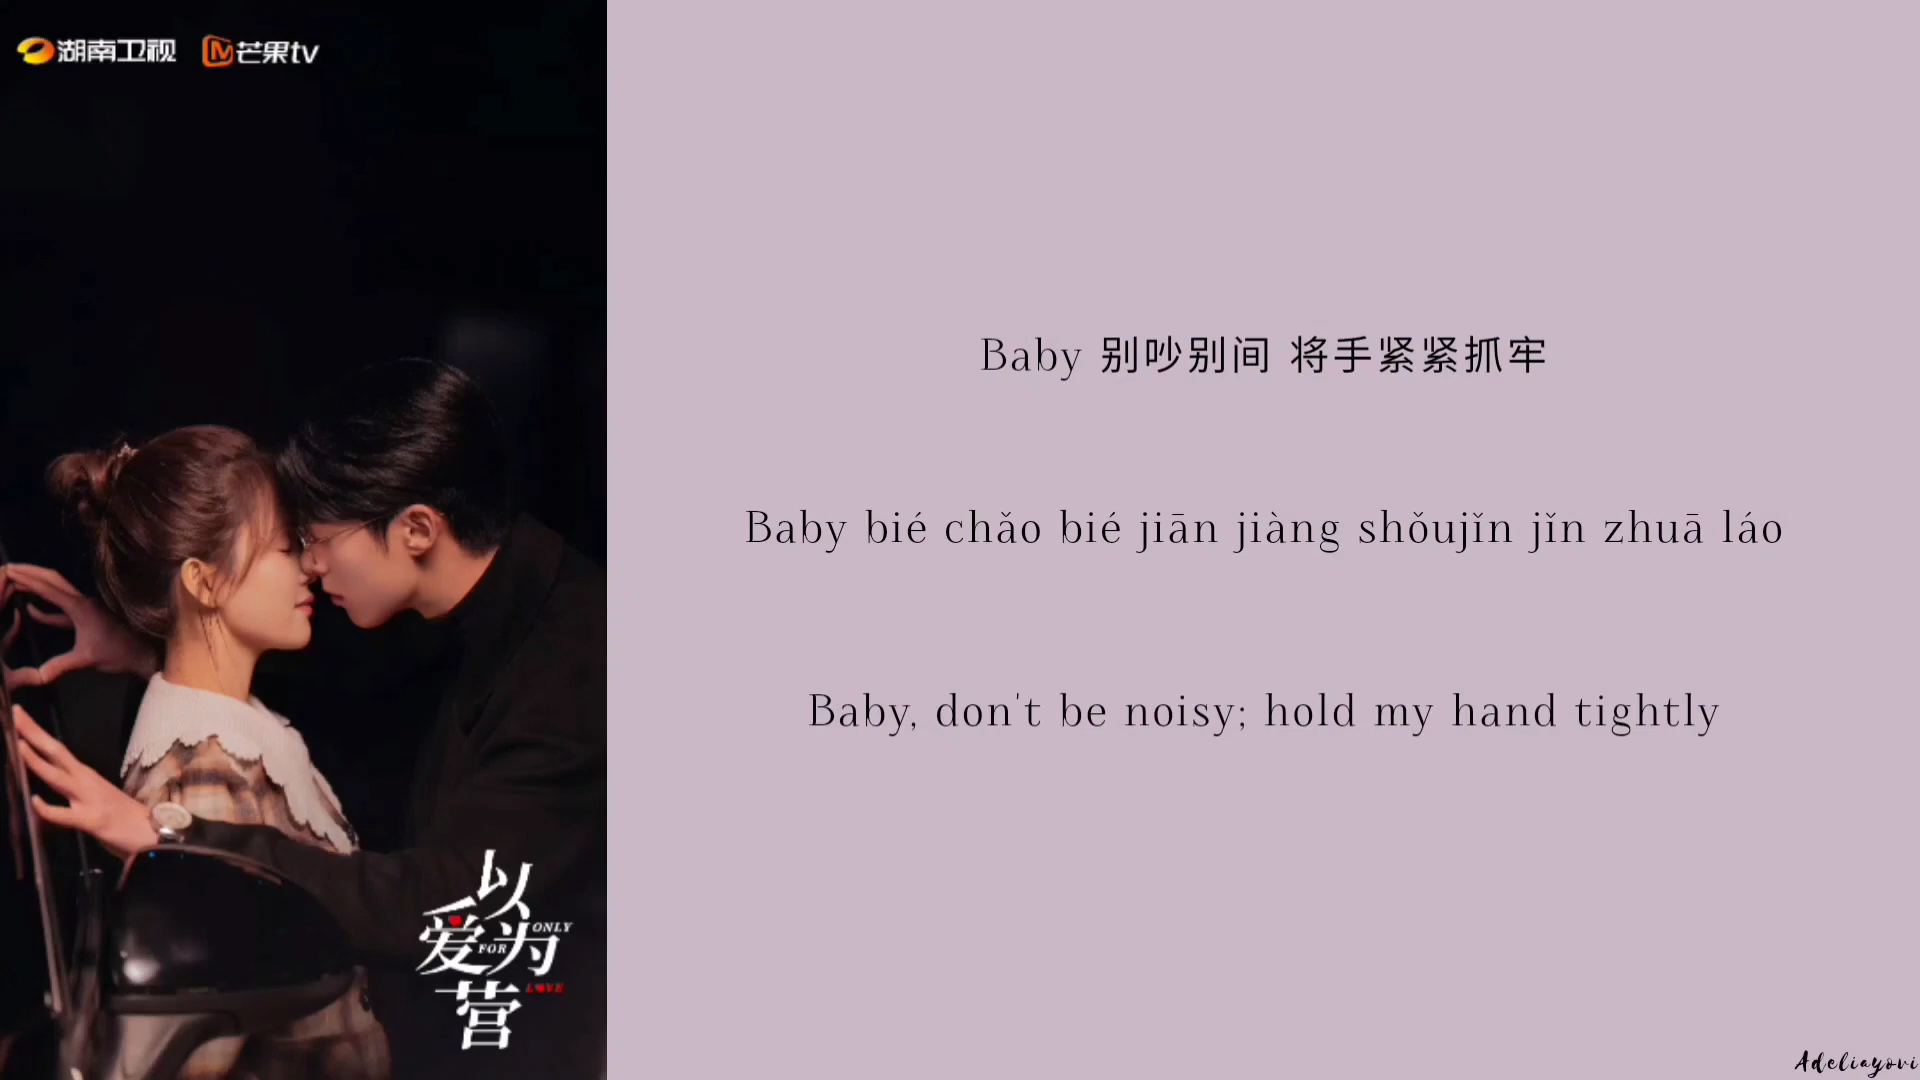 湖南卫视 芒果tv
Baby 别吵别间 将手紧紧抓牢
Baby bié chǎo bié jiān jiàng shǒujǐn jǐn zhuā láo
Baby, don't be noisy; hold my hand tightly
以爱为营
ONLY FOR LOVE
Adeliayovi